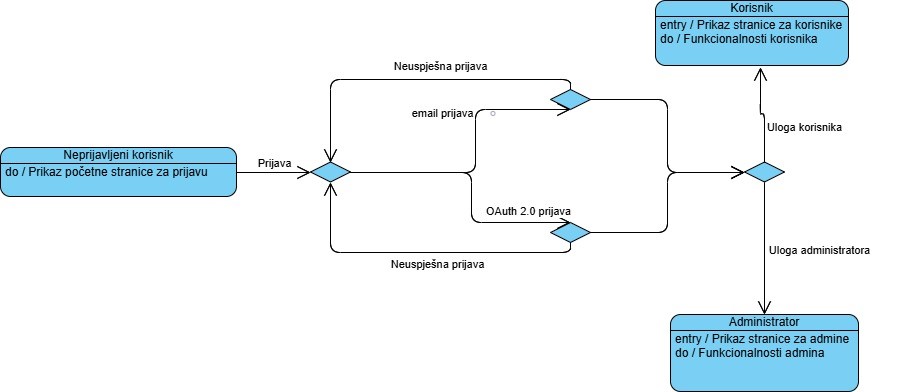 Korisnik
entry / Prikaz stranice za korisnike
do / Funkcionalnosti korisnika
Neuspješna prijava
email prijava
Uloga korisnika
Neprijavljeni korisnik
do / Prikaz početne stranice za prijavu
Prijava
OAuth 2.0 prijava
Uloga administratora
Neuspješna prijava
Administrator
entry / Prikaz stranice za admine
do / Funkcionalnosti admina